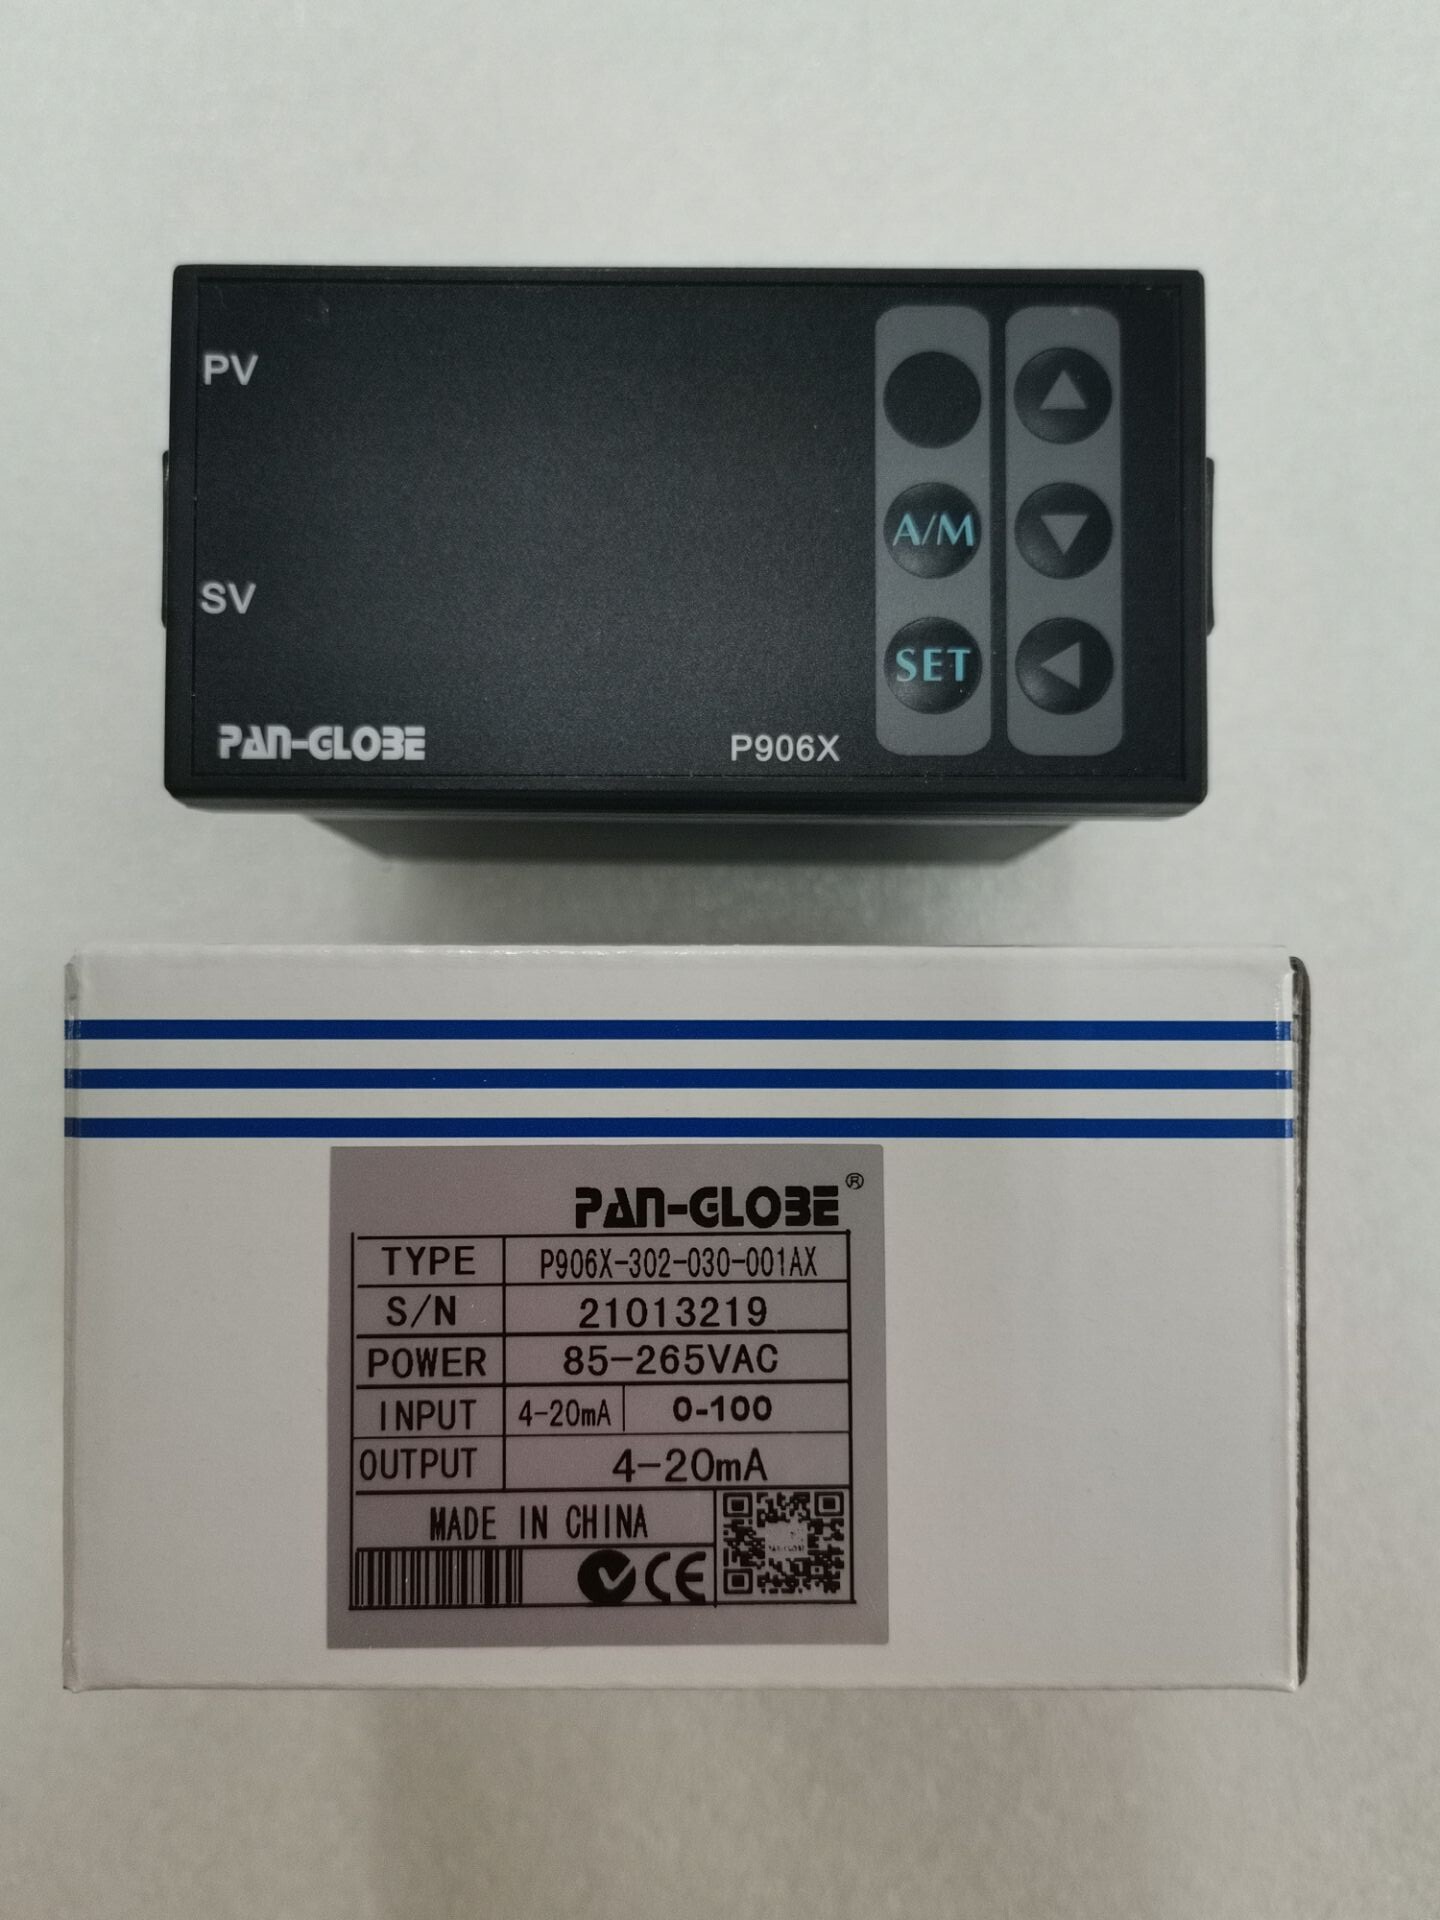 PV
A/M
SV
SET
PAN-GLOBE P906X
PAN-GLOBE®
TYPE P906X-302-030-001AX
S/N 21013219
POWER 85-265VAC
INPUT 4-20mA 0-100
OUTPUT 4-20mA
MADE IN CHINA
CE